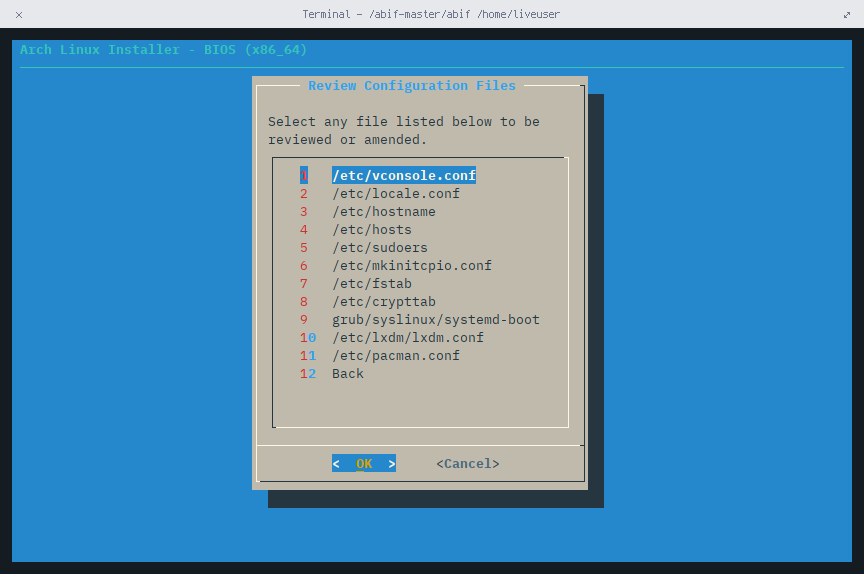 Terminal - /abif-master/abif /home/liveuser
Arch Linux Installer - BIOS (x86_64)
Review Configuration Files
Select any file listed below to be
reviewed or amended.
1 /etc/vconsole.conf
2 /etc/locale.conf
3 /etc/hostname
4 /etc/hosts
5 /etc/sudoers
6 /etc/mkinitcpio.conf
7 /etc/fstab
8 /etc/crypttab
9 grub/syslinux/systemd-boot
10 /etc/lxdm/lxdm.conf
11 /etc/pacman.conf
12 Back
< OK > <Cancel>